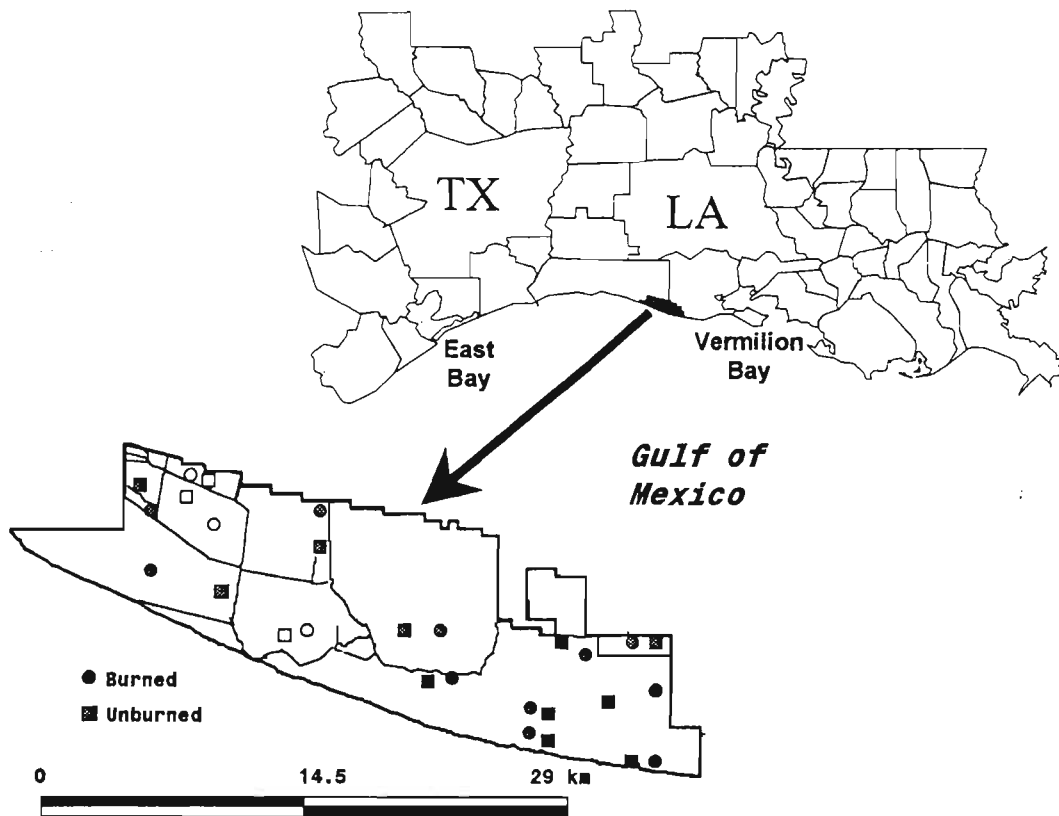 TX
LA
East
Bay
Vermilion
Bay
Gulf of
Mexico
Burned
Unburned
0 14.5 29 km